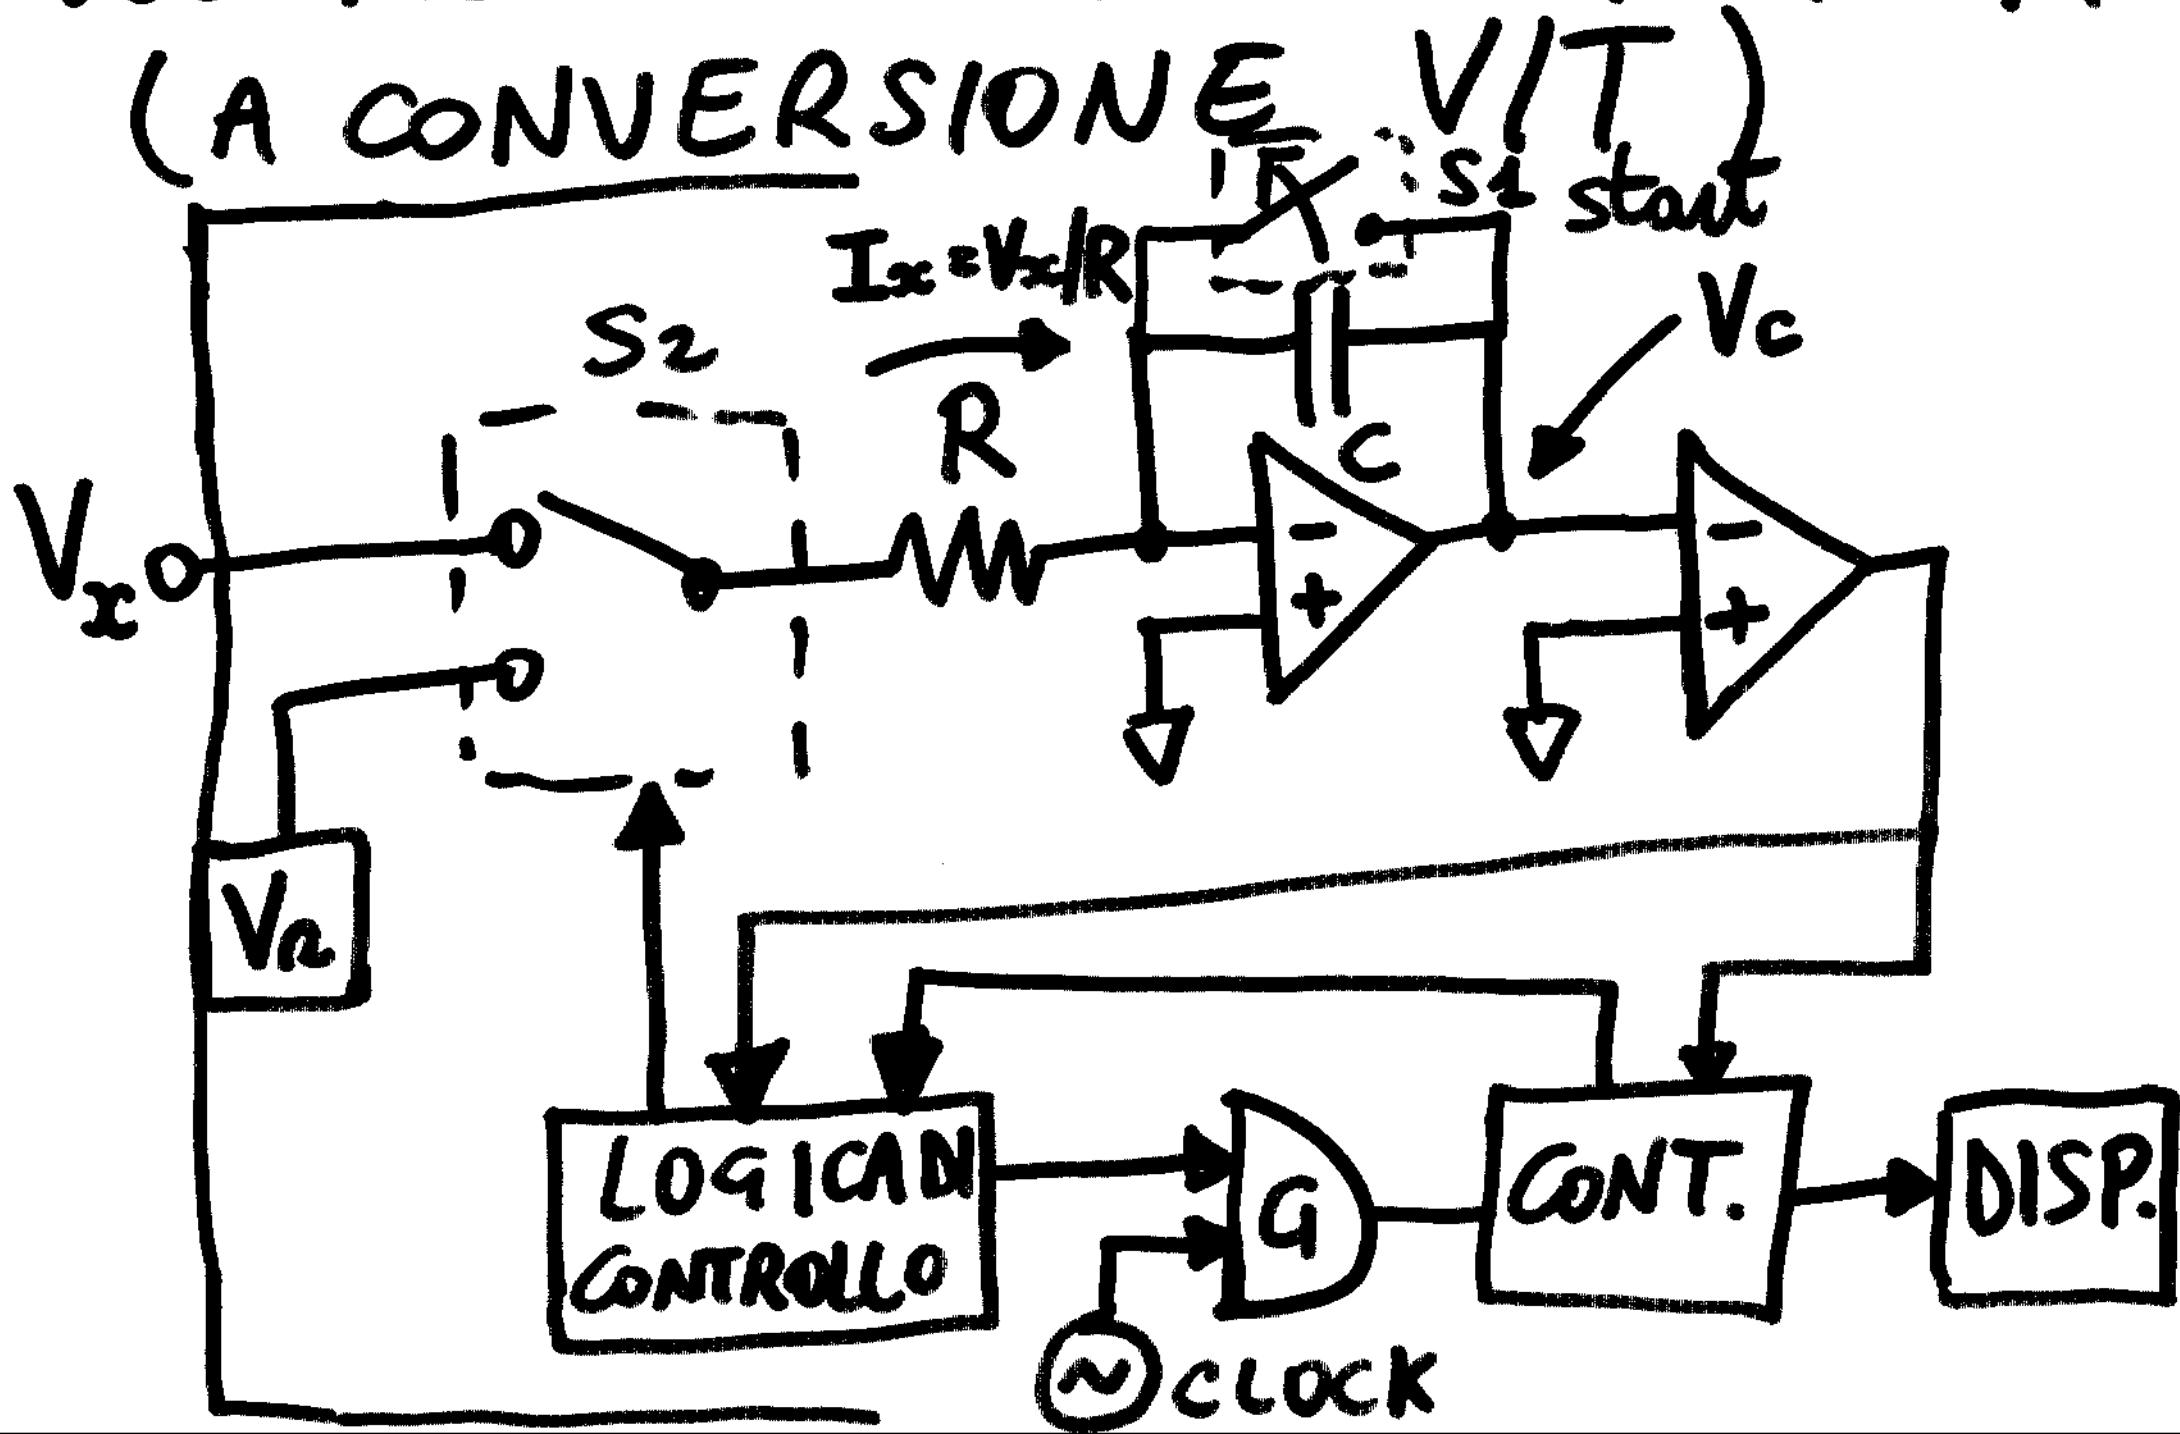 (A CONVERSIONE V/T)
S1 start
Ix = Vx/R
VC
S2
R
C
Vx
- +
- +
VR
LOGICA DI
CONTROLLO
G
CONT.
DISP.
~ CLOCK